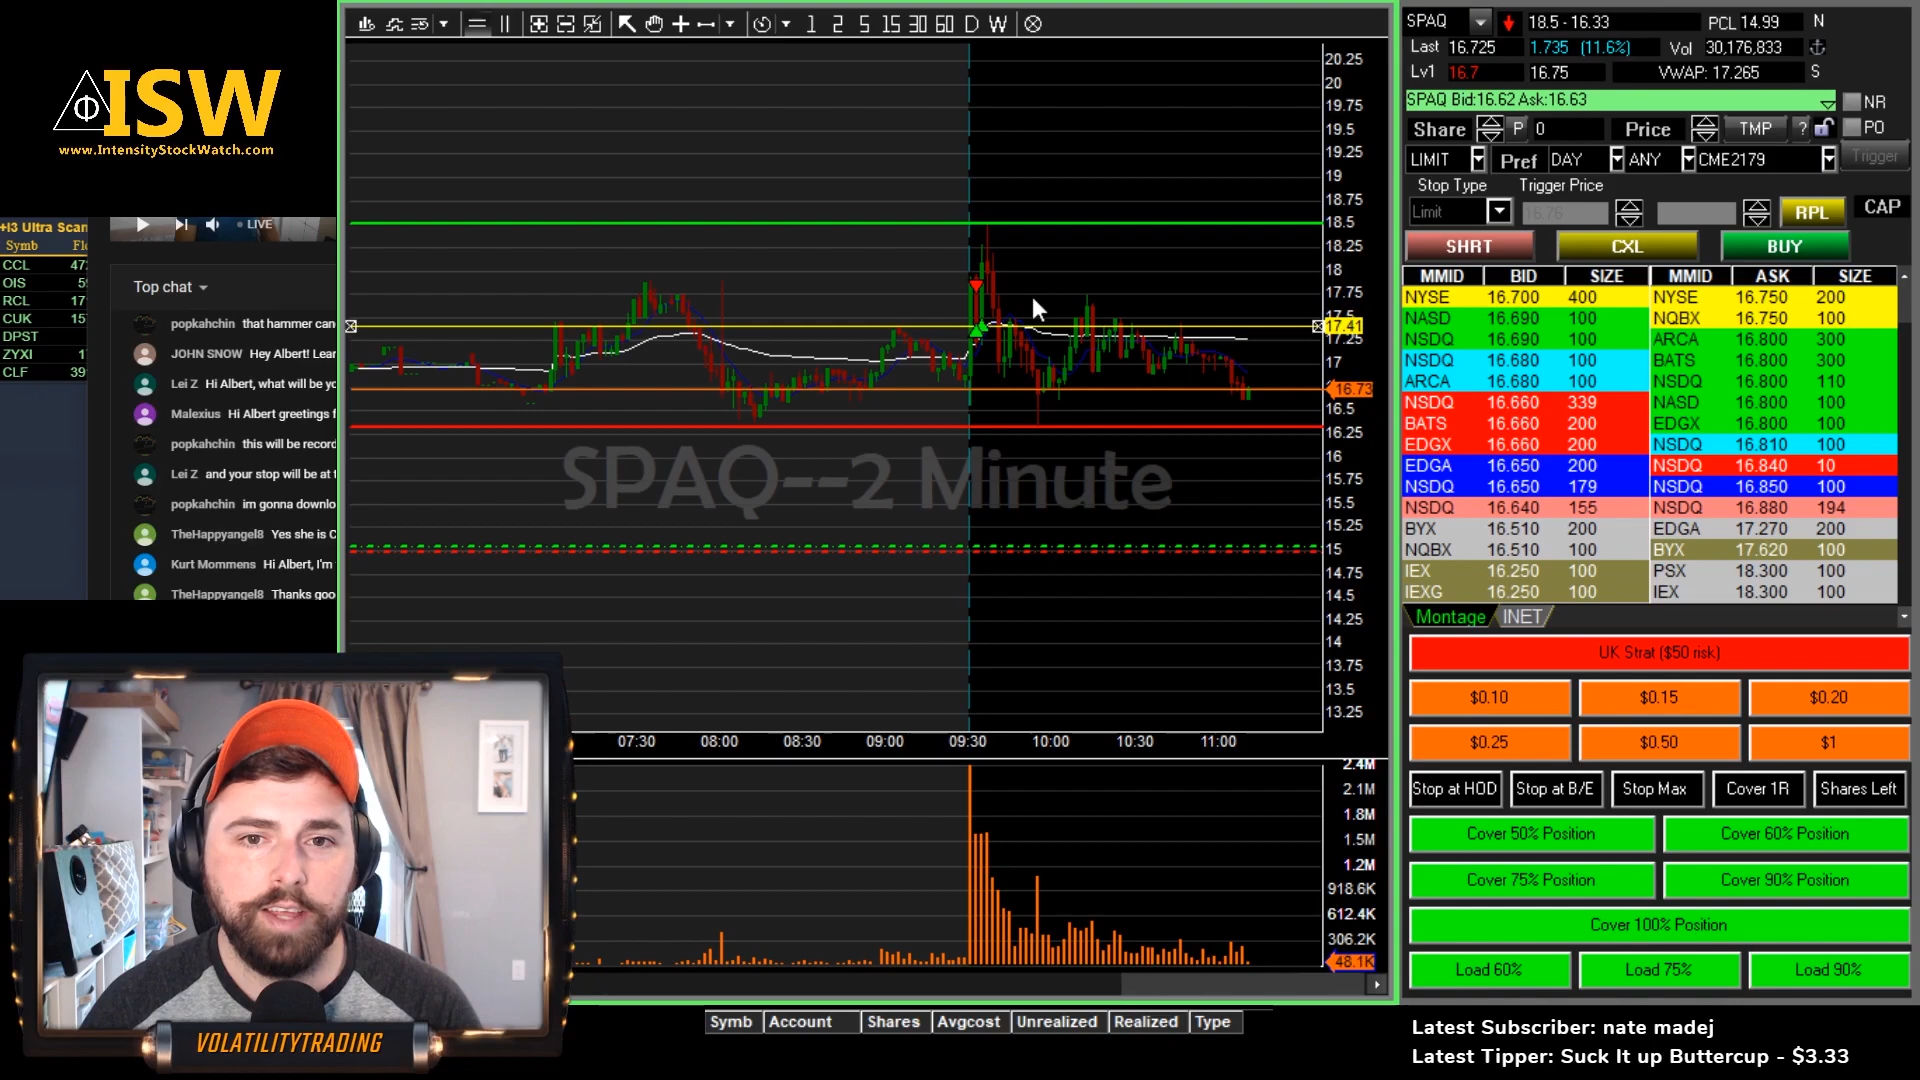 ISW
www.IntensityStockWatch.com
+I3 Ultra Scan
Symb
CCL
OIS
RCL
CUK
DPST
ZYXI
CLF
LIVE
Top chat
popkahchin that hammer can
JOHN SNOW Hey Albert! Lear
Lei Z Hi Albert, what will be yo
Malexius Hi Albert greetings f
popkahchin this will be record
Lei Z and your stop will be at t
popkahchin im gonna downlo
TheHappyangel8 Yes she is C
Kurt Mommens Hi Albert, I'm
TheHappyangel8 Thanks goo
1 2 5 15 30 60 D W
SPAQ--2 Minute
20.25
20
19.75
19.5
19.25
19
18.75
18.5
18.25
18
17.75
17.5
17.41
17.25
17
16.73
16.5
16.25
16
15.75
15.5
15.25
15
14.75
14.5
14.25
14
13.75
13.5
13.25
07:30 08:00 08:30 09:00 09:30 10:00 10:30 11:00
2.4M
2.1M
1.8M
1.5M
1.2M
918.6K
612.4K
306.2K
48.1K
Symb Account Shares Avgcost Unrealized Realized Type
VOLATILITYTRADING
SPAQ 18.5 - 16.33 PCL 14.99 N
Last 16.725 1.735 (11.6%) Vol 30,176,833
Lv1 16.7 16.75 VWAP: 17.265 S
SPAQ Bid:16.62 Ask:16.63 NR
Share P 0 Price TMP ? PO
LIMIT Pref DAY ANY CME2179 Trigger
Stop Type Trigger Price
Limit 16.76 RPL CAP
SHRT CXL BUY
MMID BID SIZE MMID ASK SIZE
NYSE 16.700 400 NYSE 16.750 200
NASD 16.690 100 NQBX 16.750 100
NSDQ 16.690 100 ARCA 16.800 300
NSDQ 16.680 100 BATS 16.800 300
ARCA 16.680 100 NSDQ 16.800 110
NSDQ 16.660 339 NASD 16.800 100
BATS 16.660 200 EDGX 16.800 100
EDGX 16.660 200 NSDQ 16.810 100
EDGA 16.650 200 NSDQ 16.840 10
NSDQ 16.650 179 NSDQ 16.850 100
NSDQ 16.640 155 NSDQ 16.880 194
BYX 16.510 200 EDGA 17.270 200
NQBX 16.510 100 BYX 17.620 100
IEX 16.250 100 PSX 18.300 100
IEXG 16.250 100 IEX 18.300 100
Montage INET
UK Strat ($50 risk)
$0.10 $0.15 $0.20
$0.25 $0.50 $1
Stop at HOD Stop at B/E Stop Max Cover 1R Shares Left
Cover 50% Position Cover 60% Position
Cover 75% Position Cover 90% Position
Cover 100% Position
Load 60% Load 75% Load 90%
Latest Subscriber: nate madej
Latest Tipper: Suck It up Buttercup - $3.33